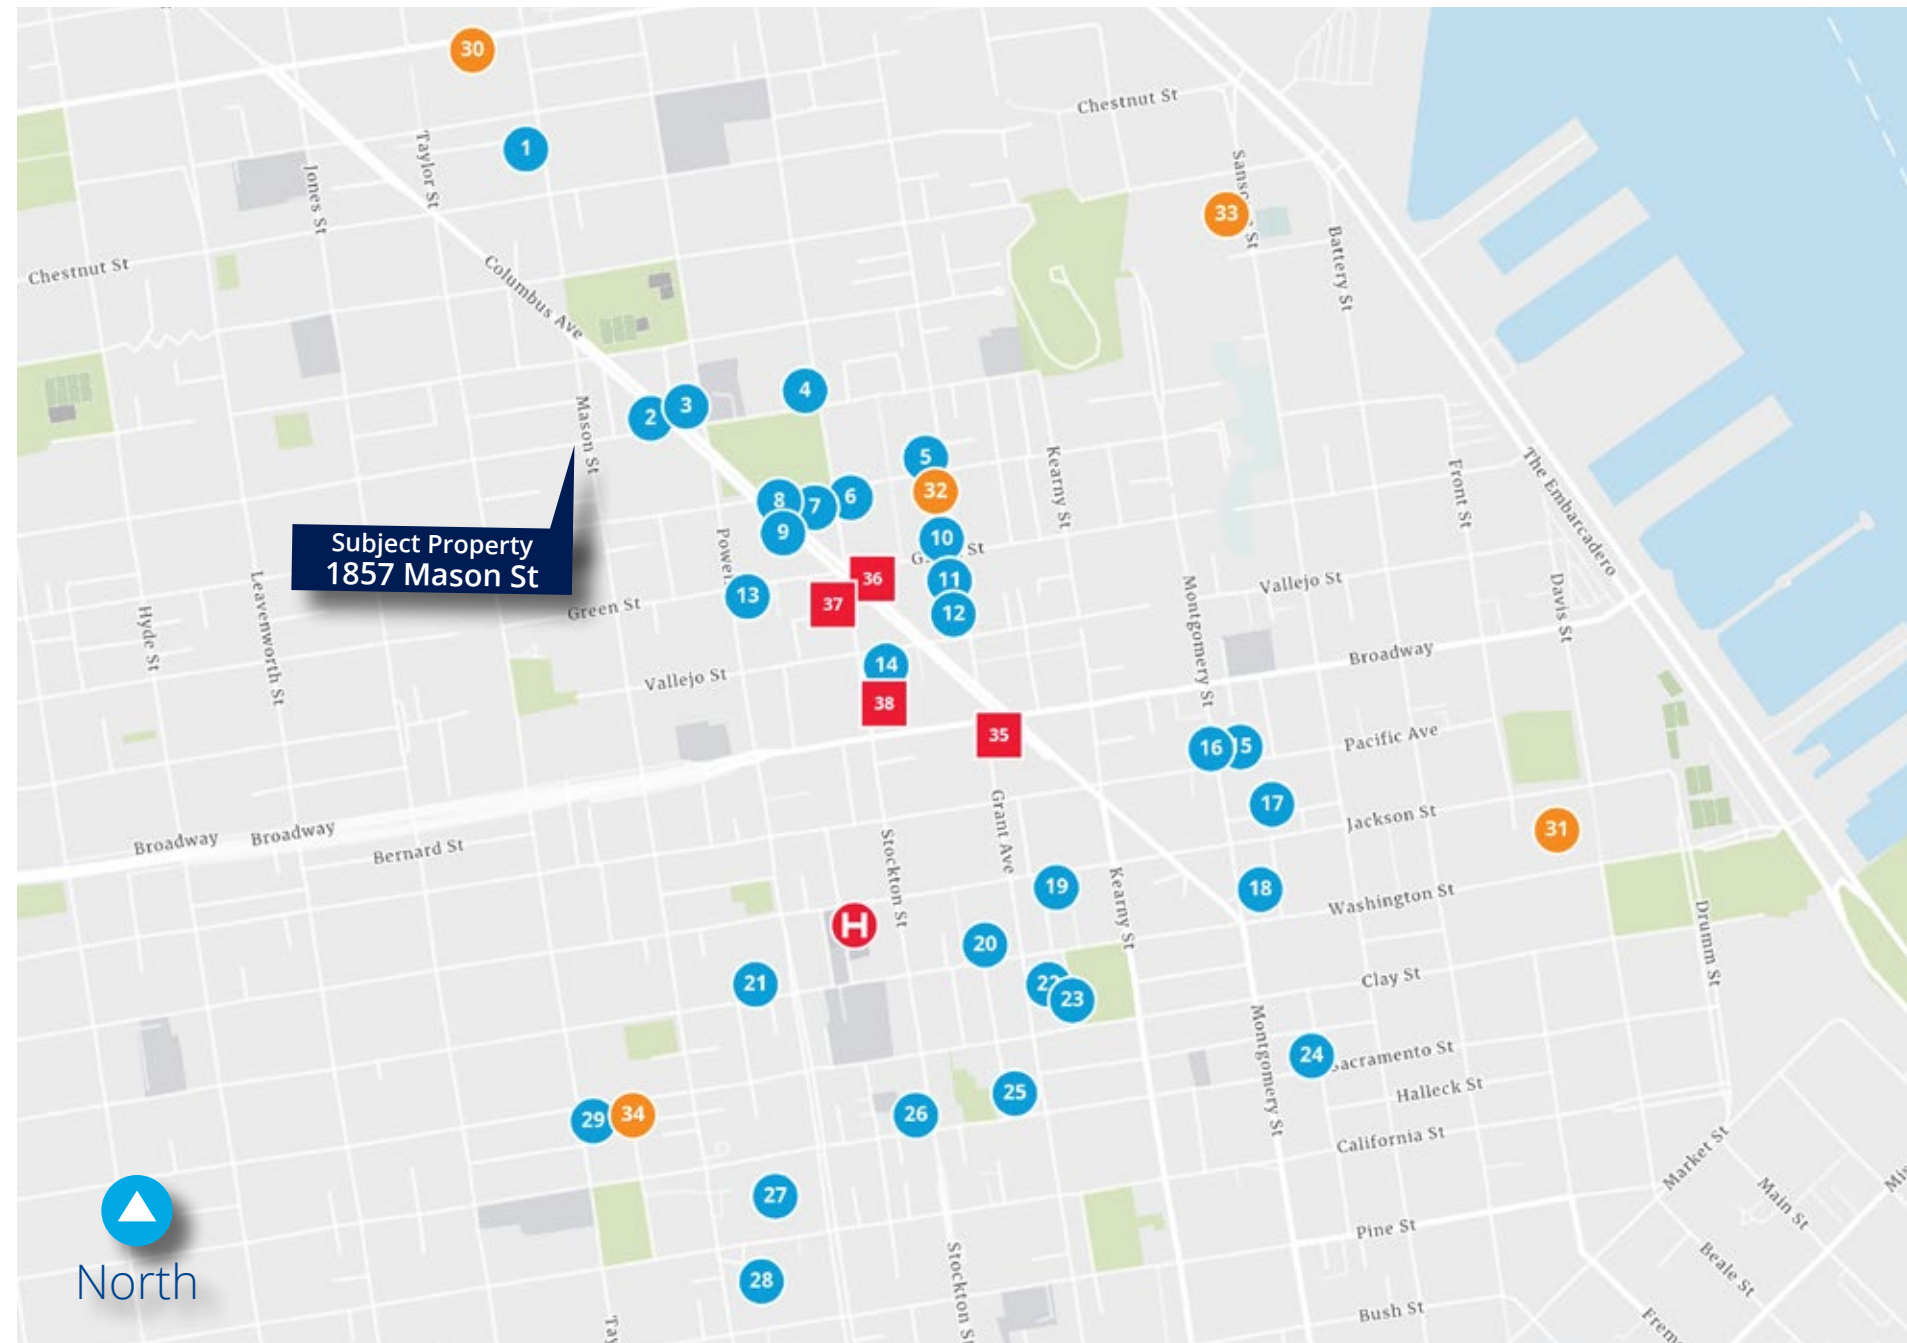 30
Chestnut St
1
Taylor St
Jones St
33
Battery St
Chestnut St
Columbus Ave
4
3
2
Mason St
5
Kearny St
32
Front St
The Embarcadero
8
7
6
9
10
St
Subject Property
1857 Mason St
36
11
37
12
13
Green St
Vallejo St
Montgomery St
Davis St
Leavenworth St
Hyde St
14
Vallejo St
Broadway
38
35
16
15
Pacific Ave
17
Jackson St
31
Grant Ave
Broadway
Broadway
Bernard St
Stockton St
19
Kearny St
18
Washington St
H
20
Drumm St
21
22
23
Clay St
Montgomery St
24
Sacramento St
Halleck St
25
26
29
34
California St
Market St
27
Main St
Pine St
North
28
Stockton St
Beale St
Bush St